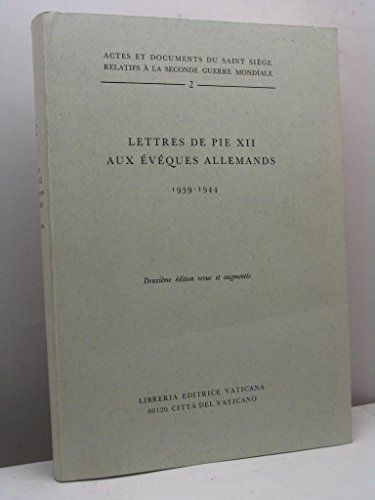 ACTES ET DOCUMENTS DU SAINT SIÈGE
RELATIFS À LA SECONDE GUERRE MONDIALE
2
LETTRES DE PIE XII
AUX ÉVÊQUES ALLEMANDS
1939-1944
Deuxième édition revue et augmentée
LIBRERIA EDITRICE VATICANA
00120 CITTÀ DEL VATICANO